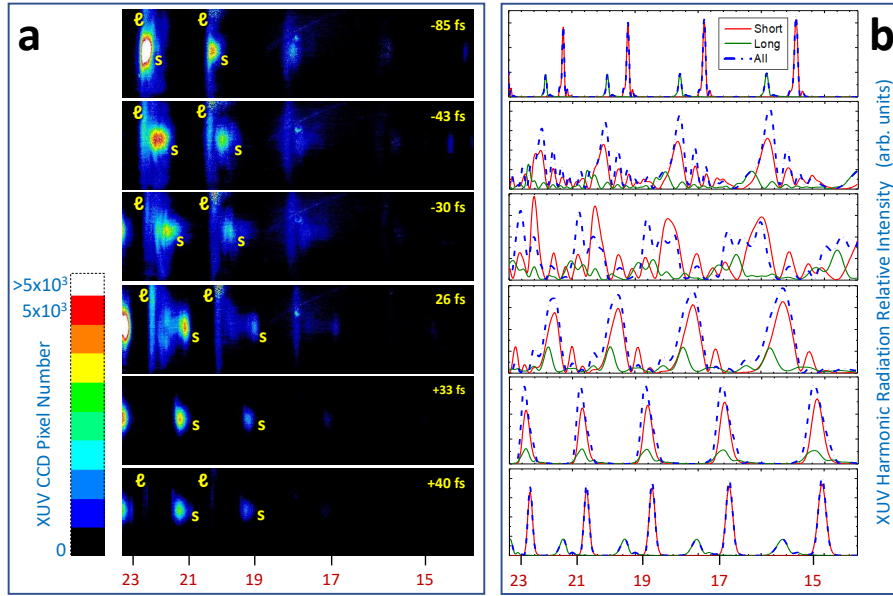 a
ℓ ℓ -85 fs
s s
ℓ ℓ -43 fs
s s
ℓ ℓ -30 fs
s s
ℓ ℓ 26 fs
s s
+33 fs
s s
ℓ ℓ +40 fs
s s
>5x10³
5x10³
0
XUV CCD Pixel Number
23 21 19 17 15
b
Short
Long
All
XUV Harmonic Radiation Relative Intensity (arb. units)
23 21 19 17 15